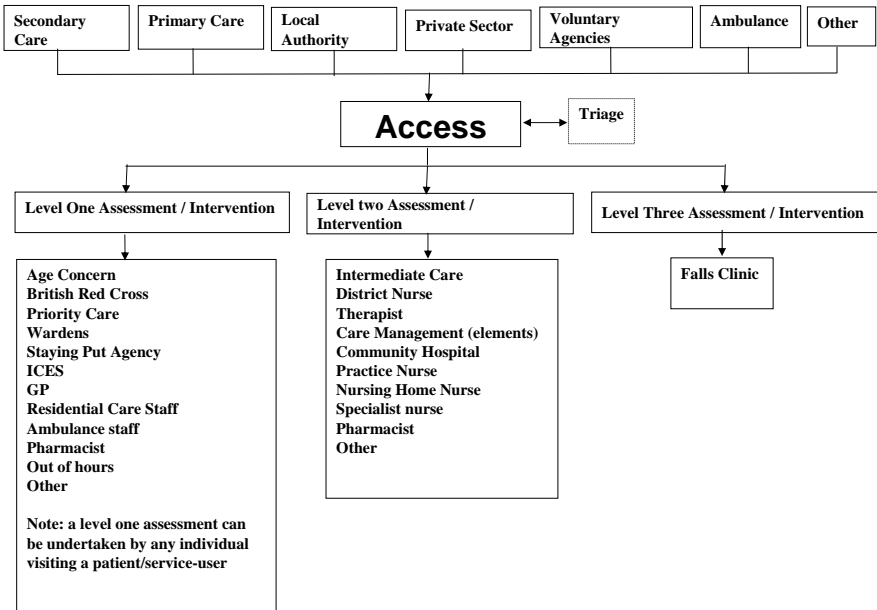 Secondary
Care
Primary Care
Local
Authority
Private Sector
Voluntary
Agencies
Ambulance
Other
Access
Triage
Level One Assessment / Intervention
Level two Assessment /
Intervention
Level Three Assessment / Intervention
Age Concern
British Red Cross
Priority Care
Wardens
Staying Put Agency
ICES
GP
Residential Care Staff
Ambulance staff
Pharmacist
Out of hours
Other
Note: a level one assessment can
be undertaken by any individual
visiting a patient/service-user
Intermediate Care
District Nurse
Therapist
Care Management (elements)
Community Hospital
Practice Nurse
Nursing Home Nurse
Specialist nurse
Pharmacist
Other
Falls Clinic